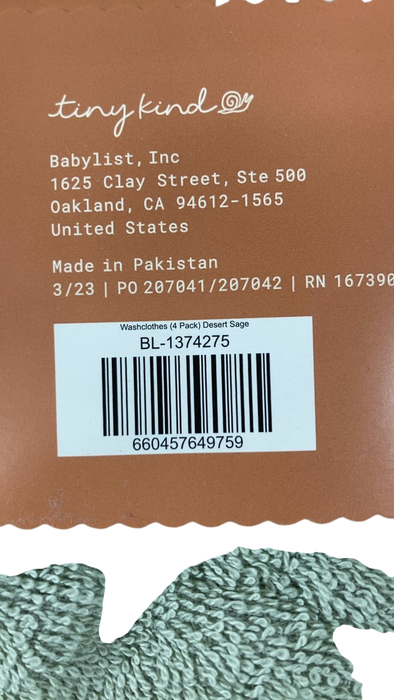 tiny kind
Babylist, Inc
1625 Clay Street, Ste 500
Oakland, CA 94612-1565
United States
Made in Pakistan
3/23 | PO 207041/207042 | RN 167390
Washclothes (4 Pack) Desert Sage
BL-1374275
660457649759